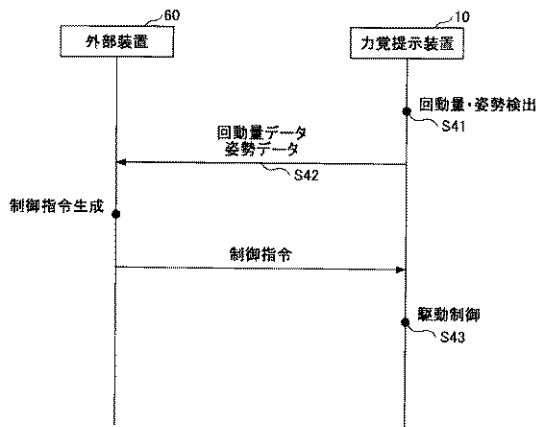 60
外部装置
10
力覚提示装置
回動量・姿勢検出
S41
回動量データ
姿勢データ
S42
制御指令生成
制御指令
駆動制御
S43